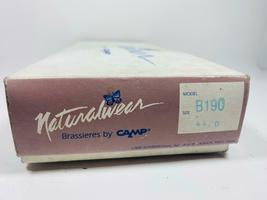 Naturalwear
Brassieres by CAMP
MODEL
B190
SIZE